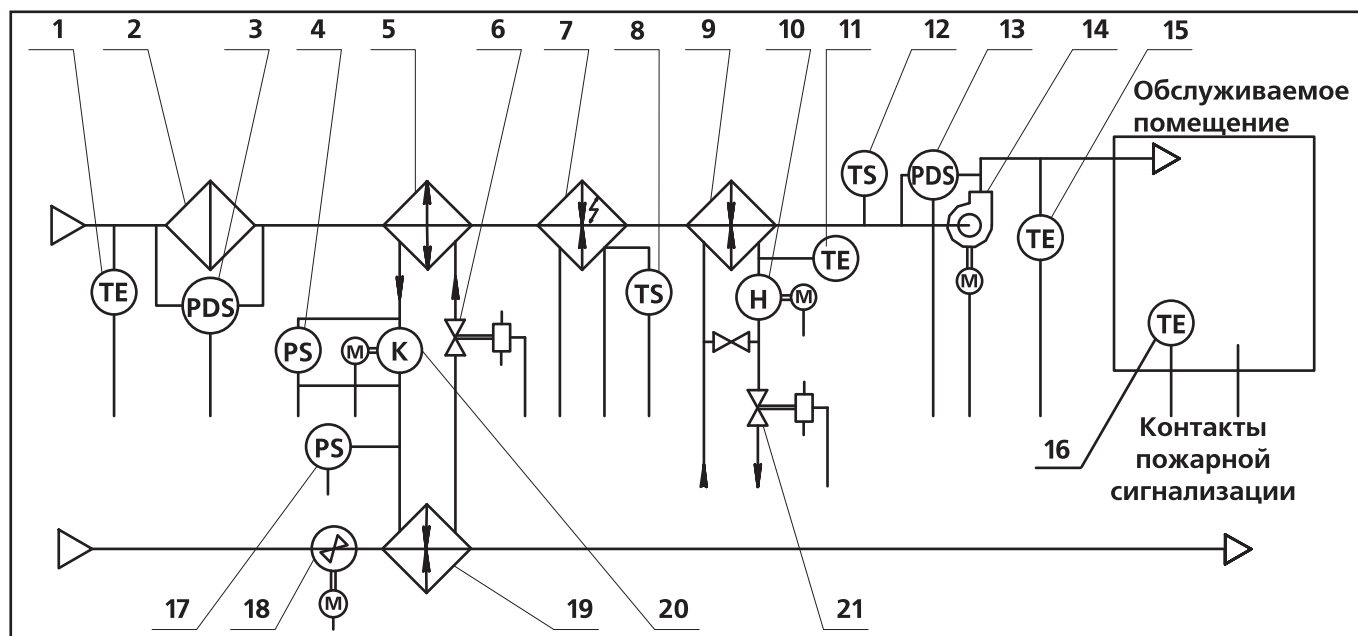 1 2 3 4 5 6 7 8 9 10 11 12 13 14 15
Обслуживаемое
помещение
TS PDS
TE PDS TS TE TE
H M M
TE
PS M K
PS
16
Контакты
пожарной
сигнализации
M
17 18 19 20 21